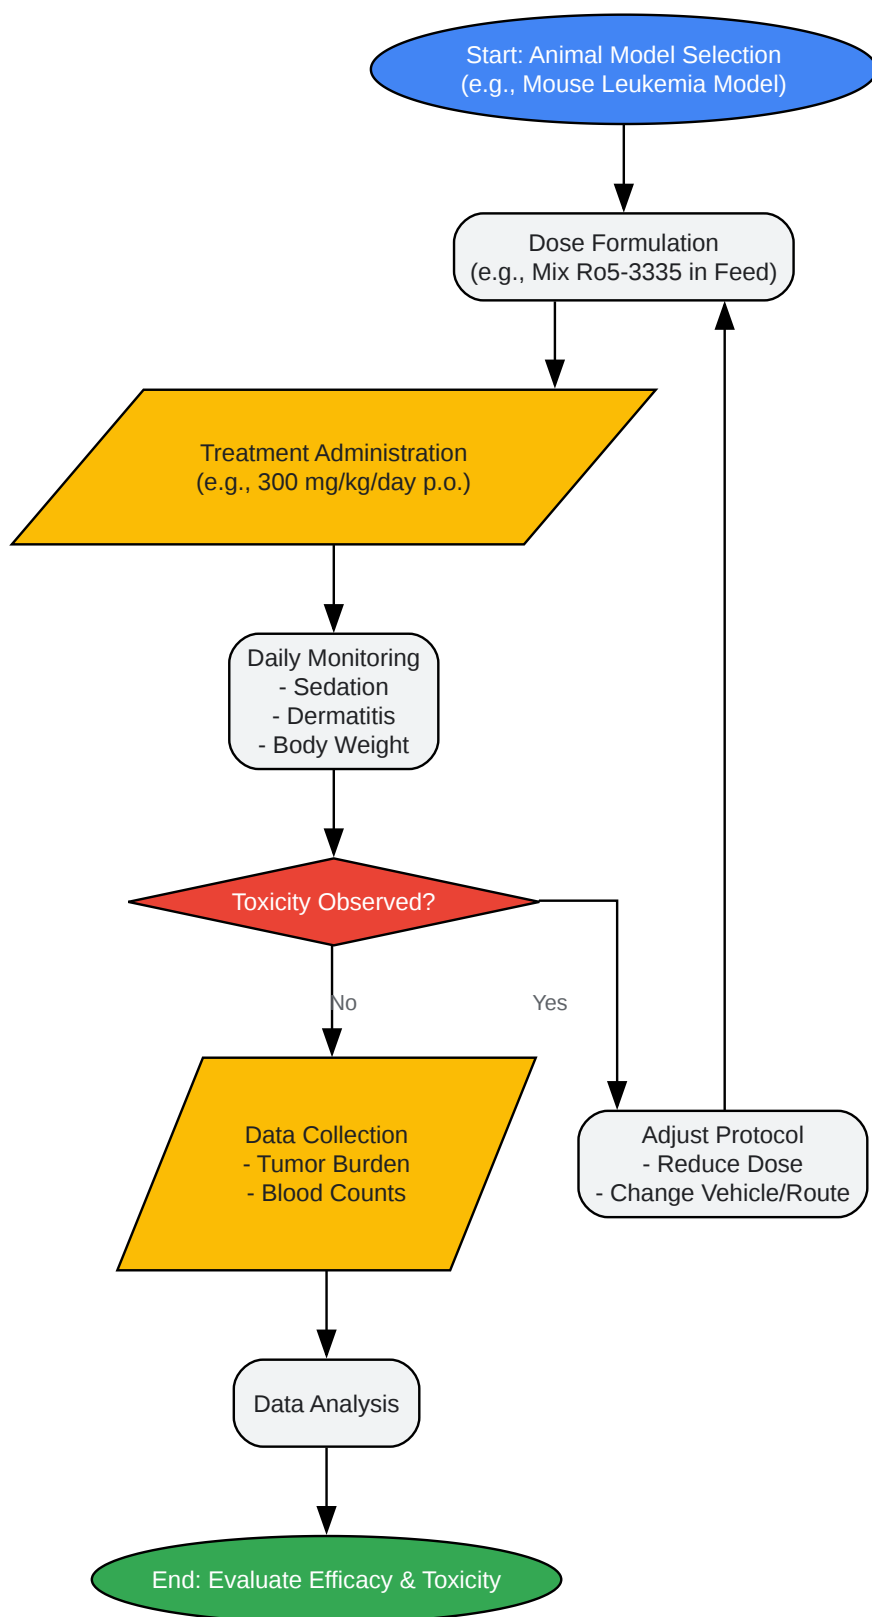 Start: Animal Model Selection
(e.g., Mouse Leukemia Model)
Dose Formulation
(e.g., Mix Ro5-3335 in Feed)
Treatment Administration
(e.g., 300 mg/kg/day p.o.)
Daily Monitoring
- Sedation
- Dermatitis
- Body Weight
Toxicity Observed?
No
Yes
Data Collection
- Tumor Burden
- Blood Counts
Adjust Protocol
- Reduce Dose
- Change Vehicle/Route
Data Analysis
End: Evaluate Efficacy & Toxicity